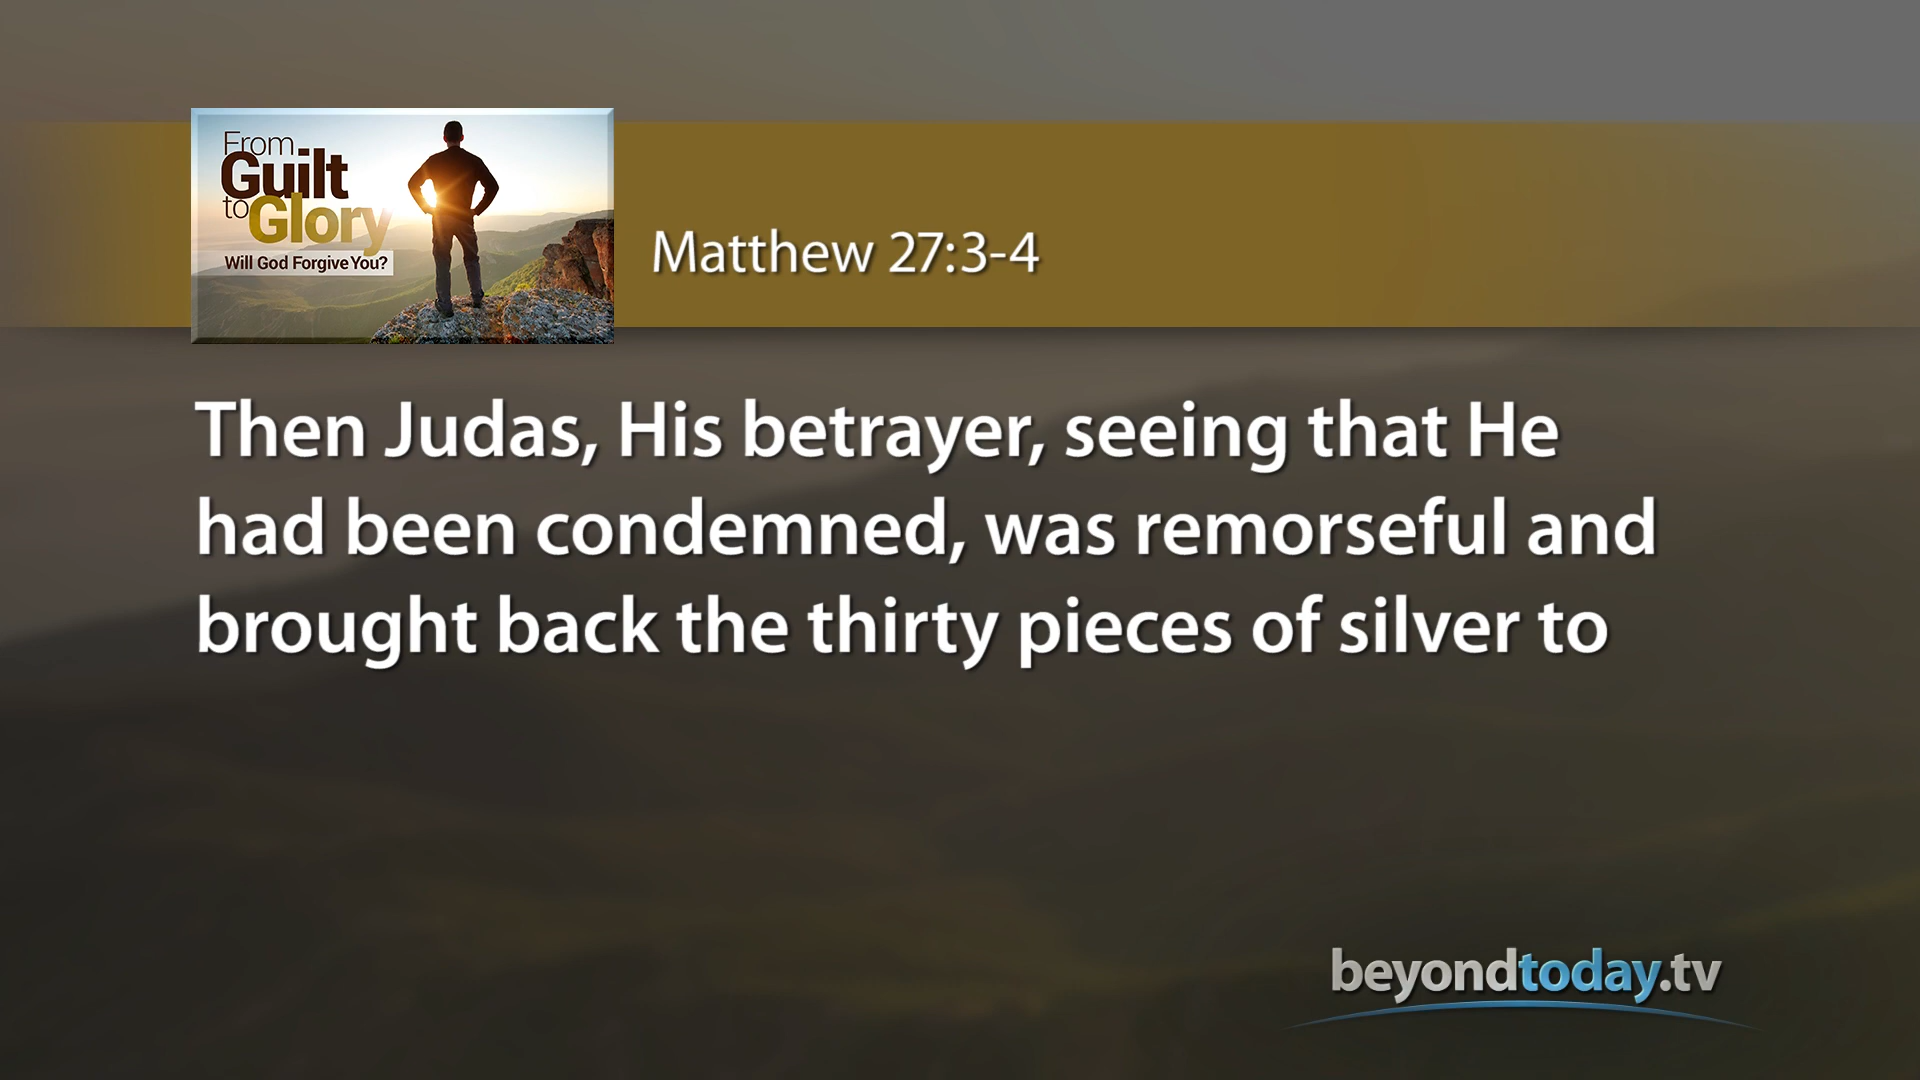 From
Guilt
to Glory
Will God Forgive You?
Matthew 27:3-4
Then Judas, His betrayer, seeing that He
had been condemned, was remorseful and
brought back the thirty pieces of silver to
beyondtoday.tv